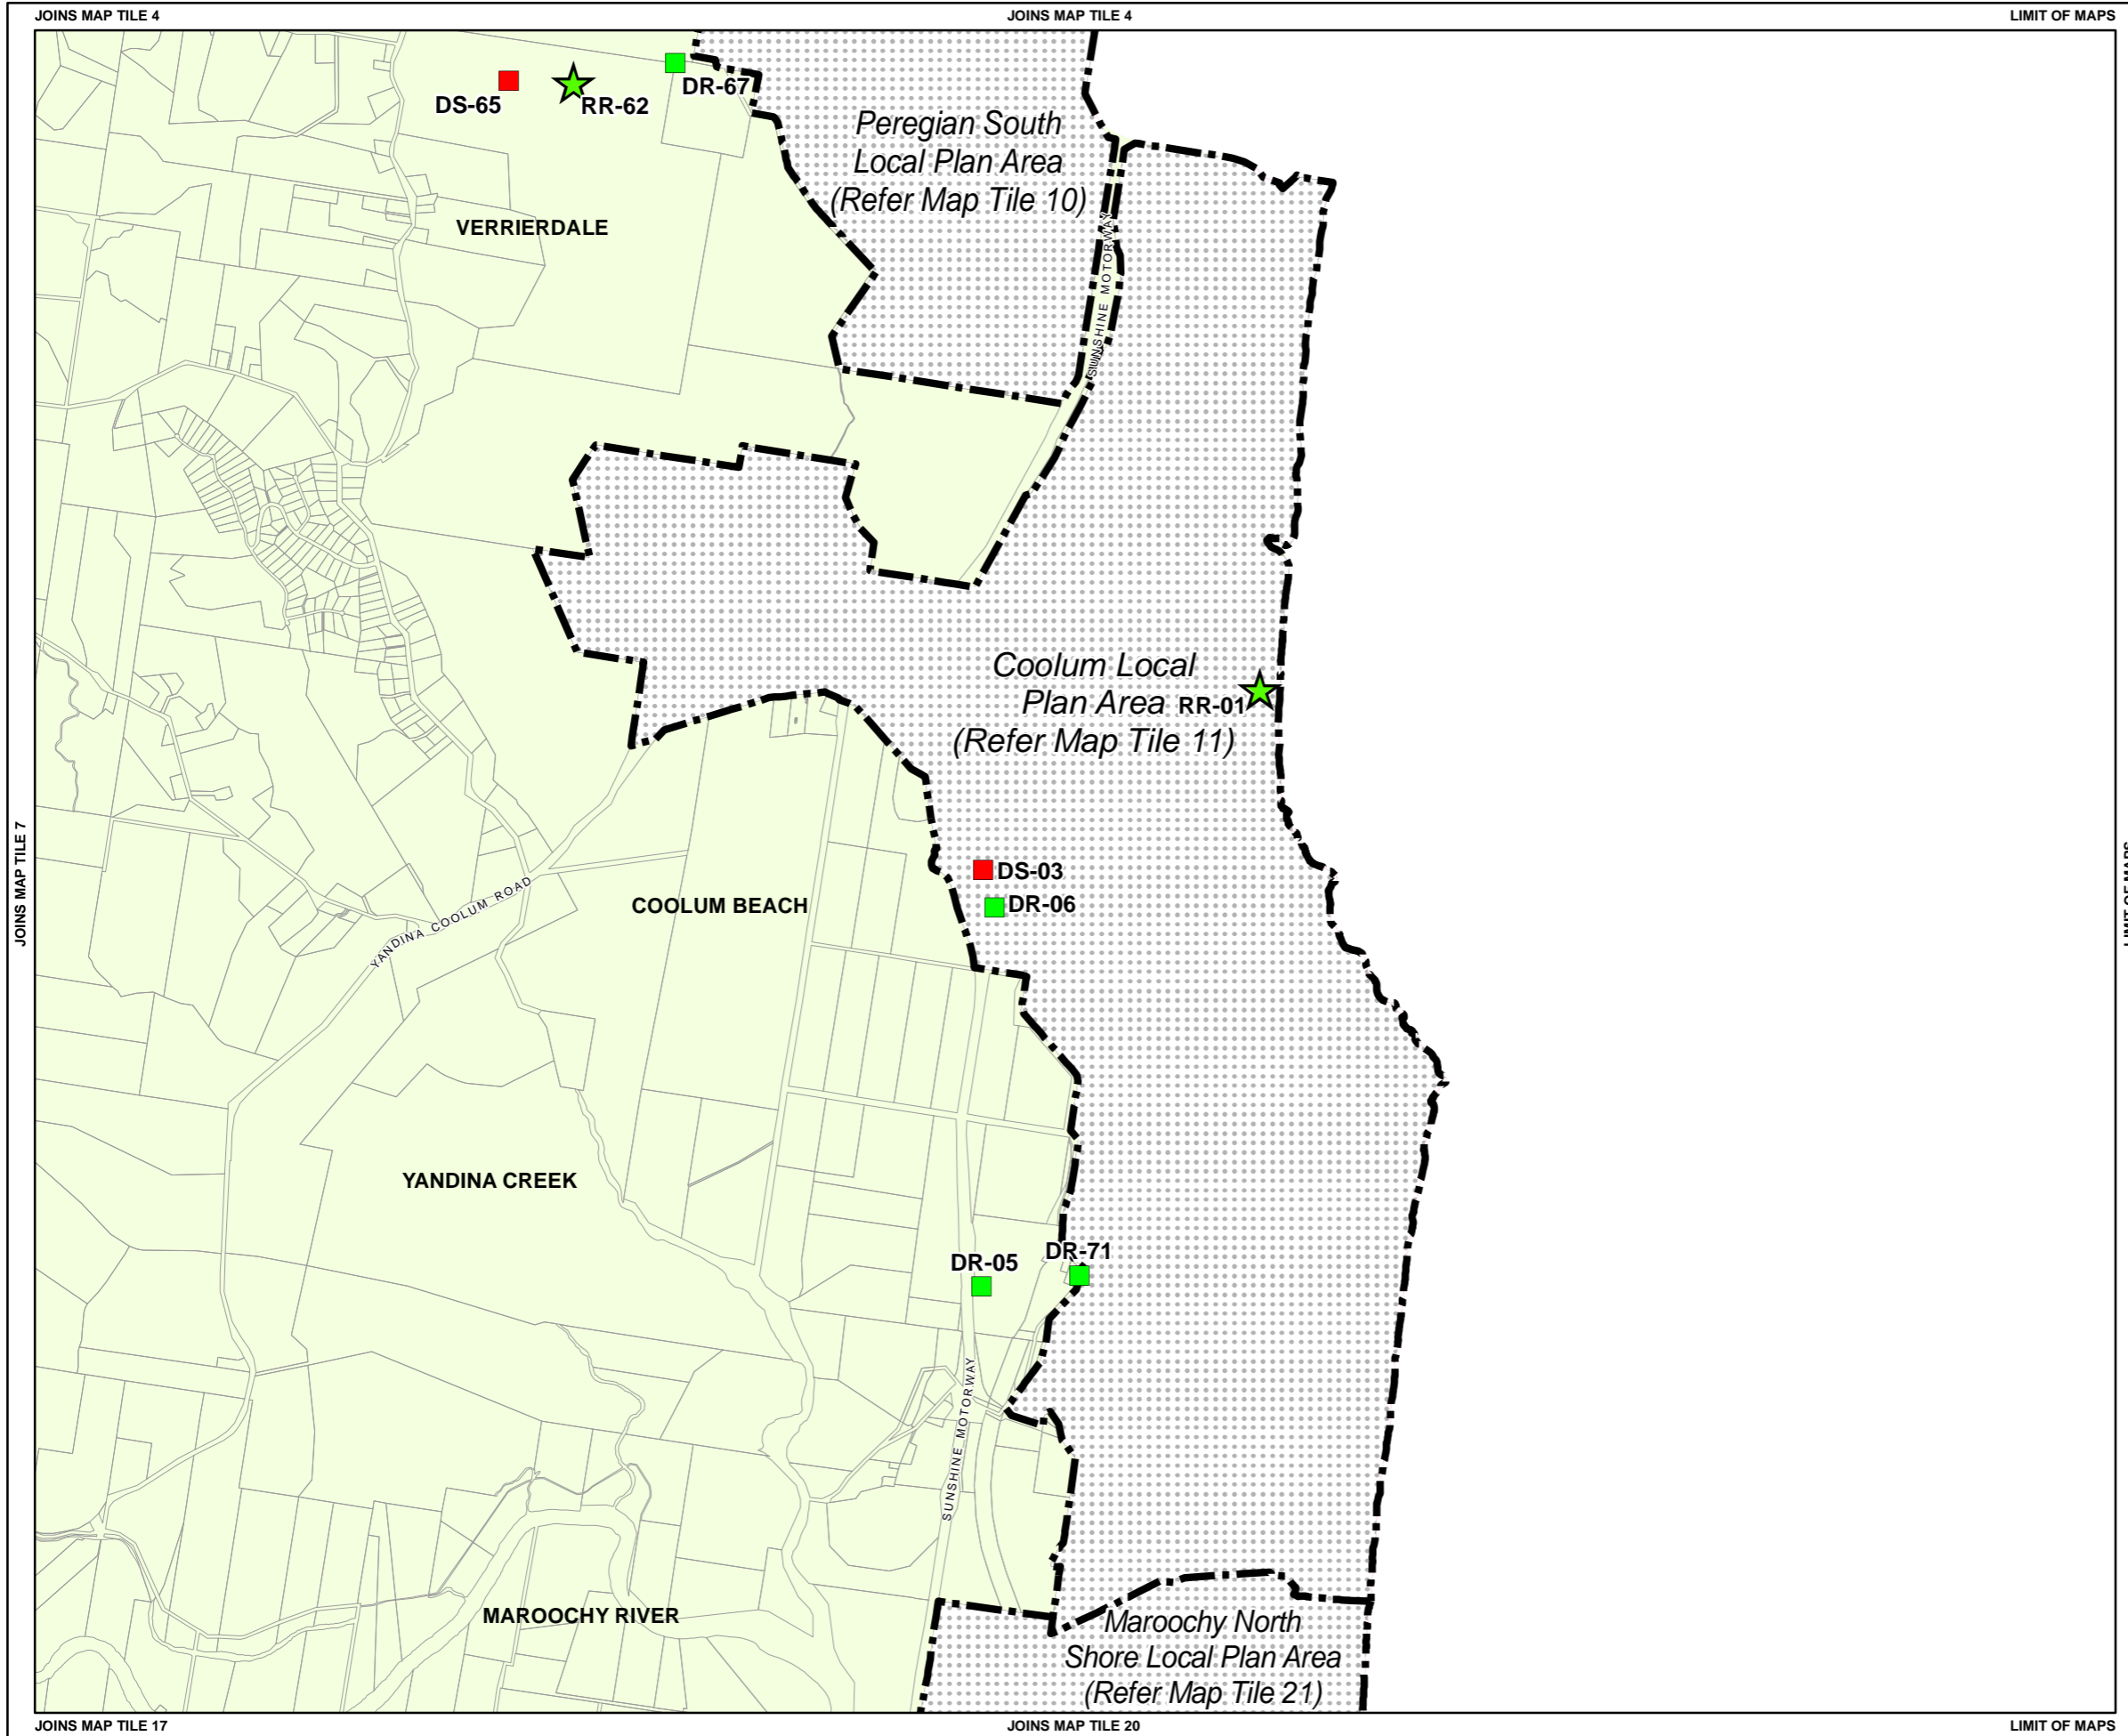 JOINS MAP TILE 4
JOINS MAP TILE 4
LIMIT OF MAPS
DS-65
RR-62
DR-67
Peregian South
Local Plan Area
(Refer Map Tile 10)
VERRIERDALE
SUNSHINE MOTORWAY
Coolum Local
Plan Area
RR-01
(Refer Map Tile 11)
JOINS MAP TILE 7
LIMIT OF MAPS
DS-03
DR-06
COOLUM BEACH
YANDINA COOLUM ROAD
YANDINA CREEK
DR-05
DR-71
SUNSHINE MOTORWAY
MAROOCHY RIVER
Maroochy North
Shore Local Plan Area
(Refer Map Tile 21)
JOINS MAP TILE 17
JOINS MAP TILE 20
LIMIT OF MAPS